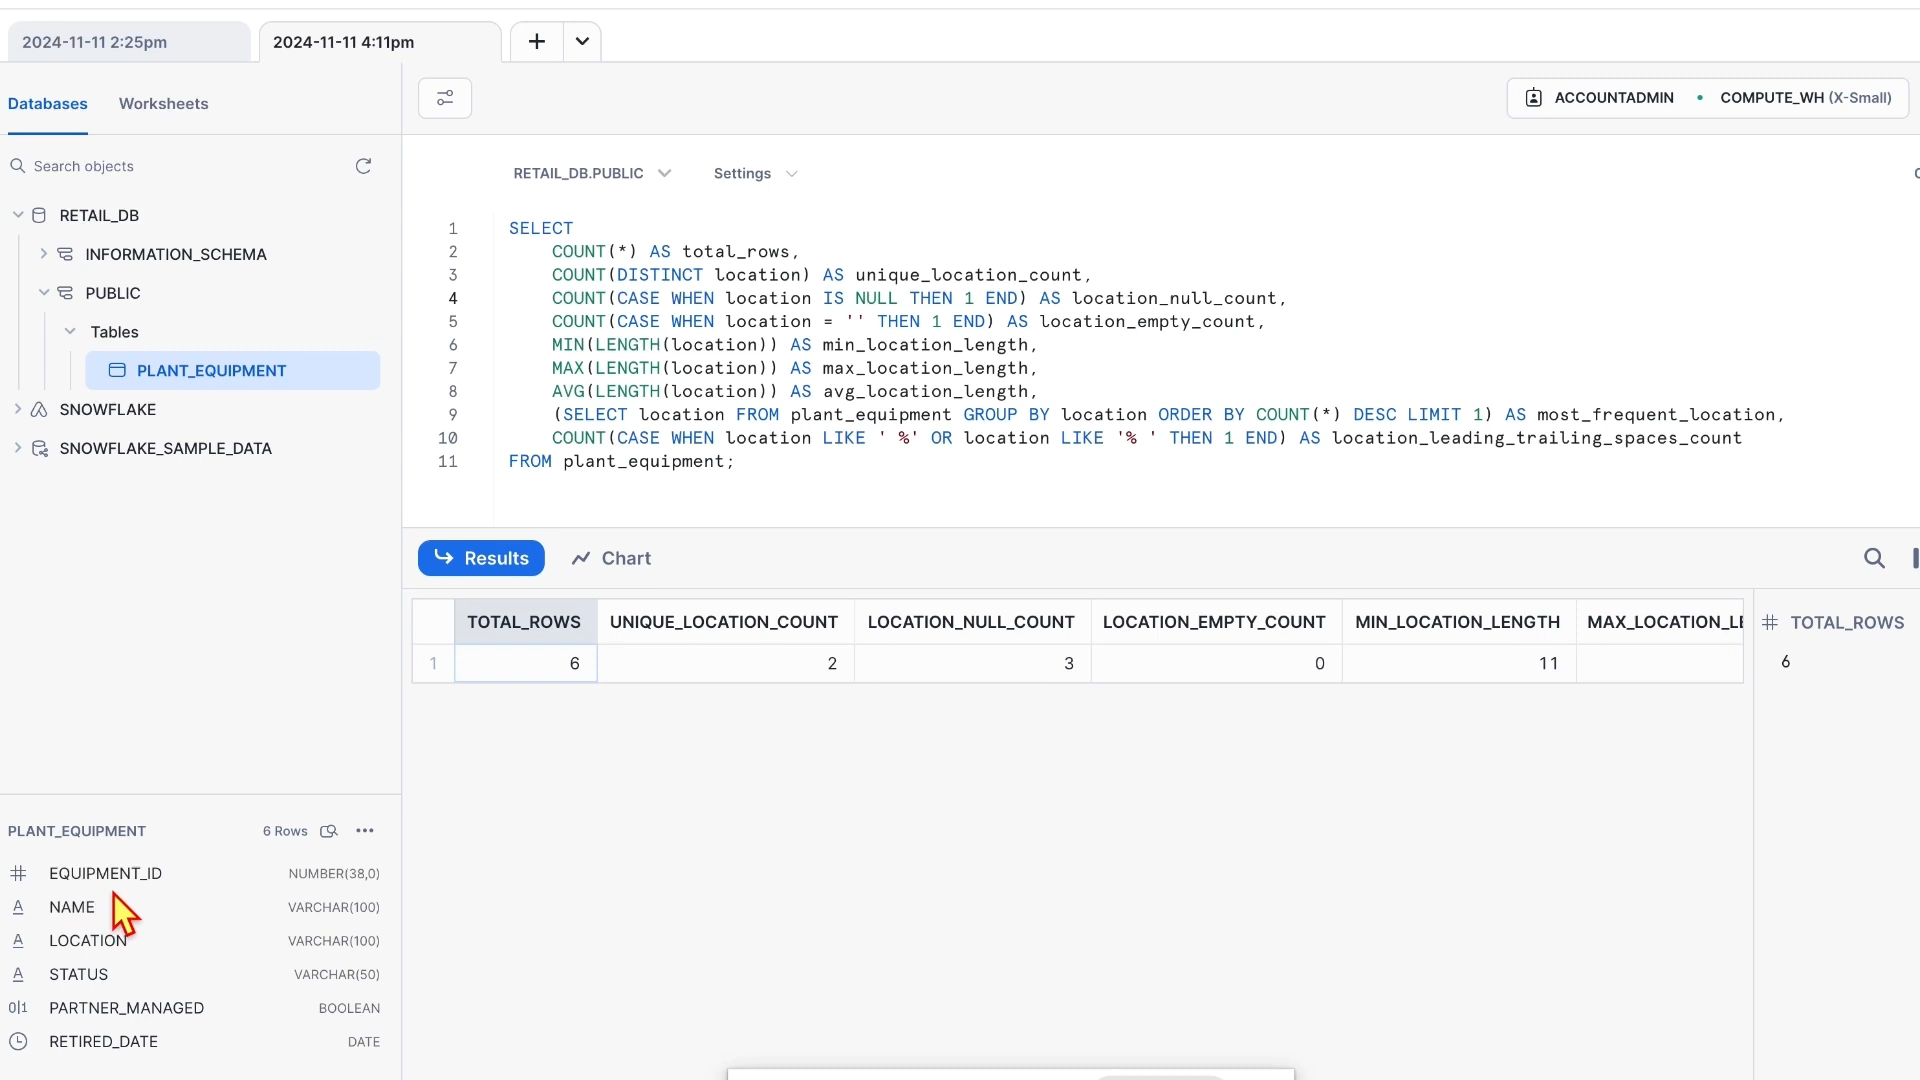 2024-11-11 2:25pm
2024-11-11 4:11pm
Databases
Worksheets
ACCOUNTADMIN • COMPUTE_WH (X-Small)
Search objects
RETAIL_DB
INFORMATION_SCHEMA
PUBLIC
Tables
PLANT_EQUIPMENT
SNOWFLAKE
SNOWFLAKE_SAMPLE_DATA
RETAIL_DB.PUBLIC
Settings
1 SELECT
2 COUNT(*) AS total_rows,
3 COUNT(DISTINCT location) AS unique_location_count,
4 COUNT(CASE WHEN location IS NULL THEN 1 END) AS location_null_count,
5 COUNT(CASE WHEN location = '' THEN 1 END) AS location_empty_count,
6 MIN(LENGTH(location)) AS min_location_length,
7 MAX(LENGTH(location)) AS max_location_length,
8 AVG(LENGTH(location)) AS avg_location_length,
9 (SELECT location FROM plant_equipment GROUP BY location ORDER BY COUNT(*) DESC LIMIT 1) AS most_frequent_location,
10 COUNT(CASE WHEN location LIKE ' %' OR location LIKE '% ' THEN 1 END) AS location_leading_trailing_spaces_count
11 FROM plant_equipment;
Results
Chart
TOTAL_ROWS UNIQUE_LOCATION_COUNT LOCATION_NULL_COUNT LOCATION_EMPTY_COUNT MIN_LOCATION_LENGTH MAX_LOCATION_LE
1 6 2 3 0 11
TOTAL_ROWS
6
PLANT_EQUIPMENT 6 Rows
EQUIPMENT_ID NUMBER(38,0)
NAME VARCHAR(100)
LOCATION VARCHAR(100)
STATUS VARCHAR(50)
PARTNER_MANAGED BOOLEAN
RETIRED_DATE DATE